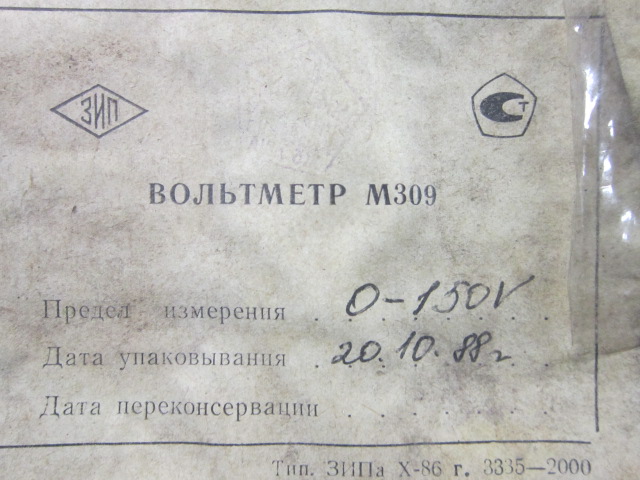 ЗИП
СТ
ВОЛЬТМЕТР М309
Предел измерения . 0-150V
Дата упаковывания . 20.10.88г
Дата переконсервации . . . . .
Тип. ЗИПа Х-86 г. 3335—2000